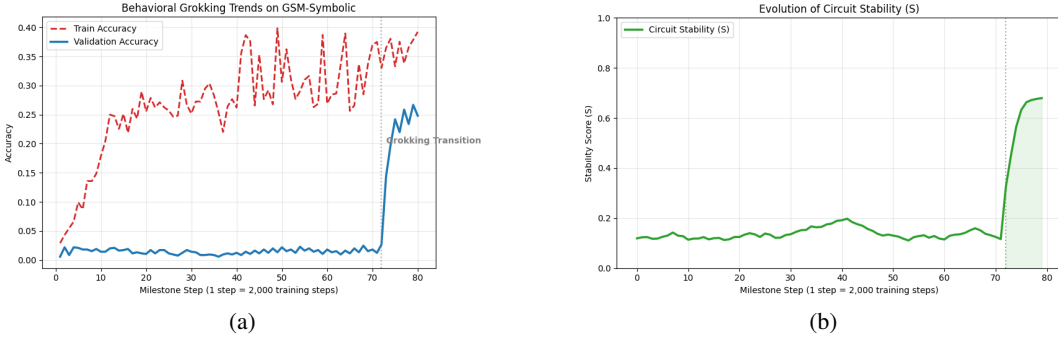 Behavioral Grokking Trends on GSM-Symbolic
Train Accuracy
Validation Accuracy
0.40
0.35
0.30
0.25
0.20
0.15
0.10
0.05
0.00
Accuracy
Grokking Transition
0 10 20 30 40 50 60 70 80
Milestone Step (1 step = 2,000 training steps)
(a)
Evolution of Circuit Stability (S)
Circuit Stability (S)
1.0
0.8
0.6
0.4
0.2
0.0
Stability Score (S)
0 10 20 30 40 50 60 70 80
Milestone Step (1 step = 2,000 training steps)
(b)